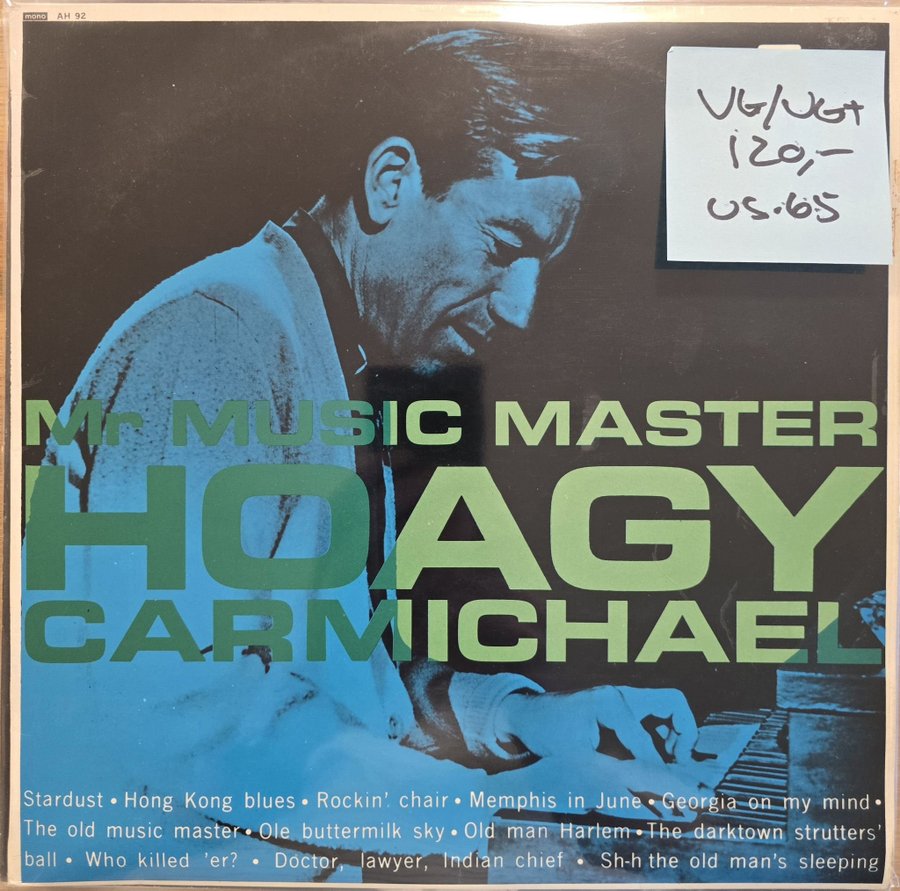 mono AH 92
VG/VG+
120,-
US.65
Mr MUSIC MASTER
HOAGY
CARMICHAEL
Stardust • Hong Kong blues • Rockin' chair • Memphis in June • Georgia on my mind •
The old music master • Ole buttermilk sky • Old man Harlem • The darktown strutters'
ball • Who killed 'er? • Doctor, lawyer, Indian chief • Sh-h the old man's sleeping